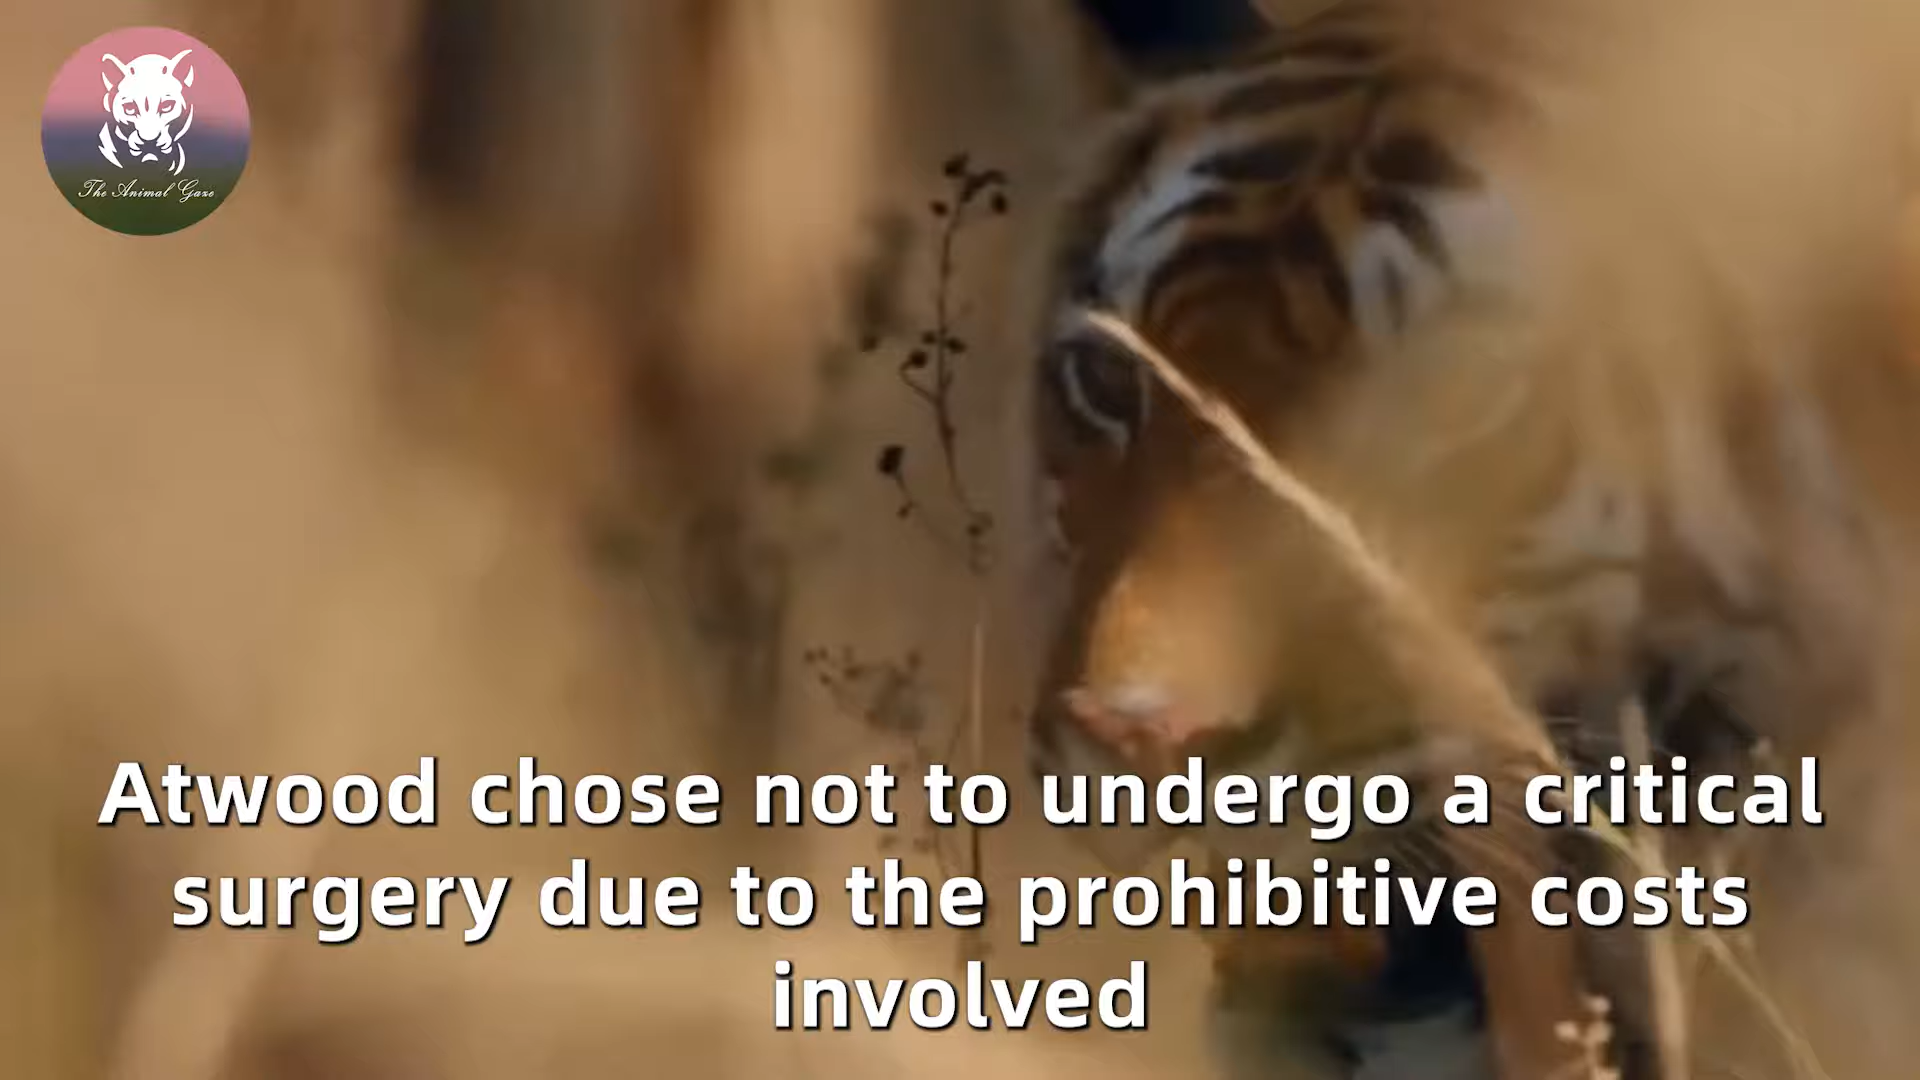 The Animal Gaze
Atwood chose not to undergo a critical
surgery due to the prohibitive costs
involved